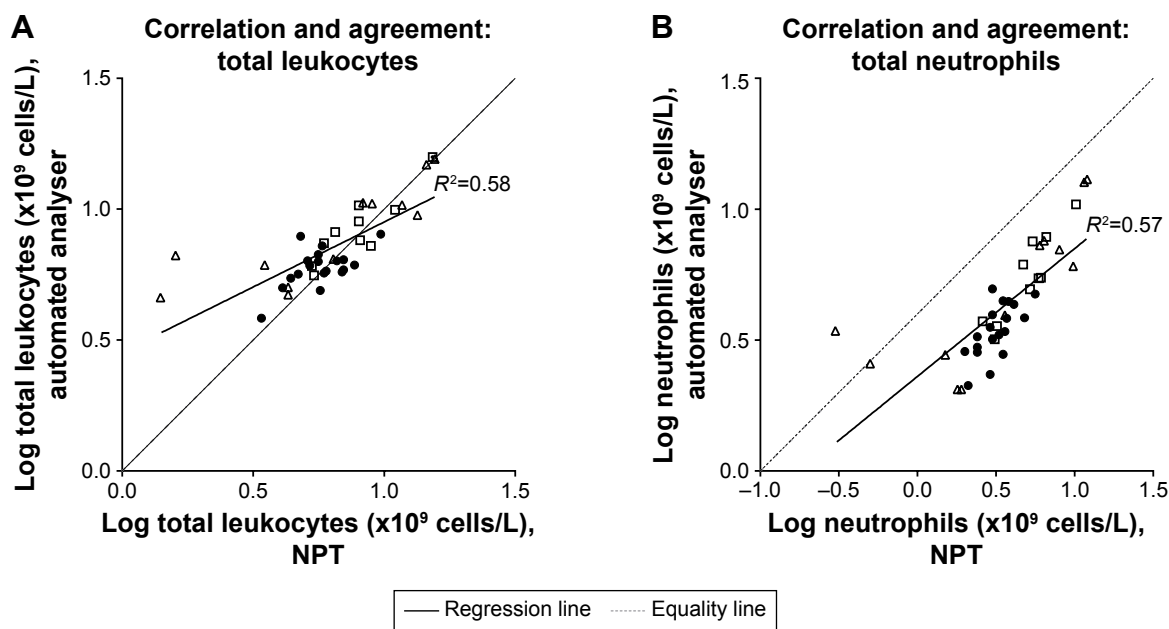 A
Correlation and agreement:
total leukocytes
Log total leukocytes (x10⁹ cells/L),
automated analyser
1.5
1.0
0.5
0.0
R²=0.58
0.0 0.5 1.0 1.5
Log total leukocytes (x10⁹ cells/L),
NPT
B
Correlation and agreement:
total neutrophils
Log neutrophils (x10⁹ cells/L),
automated analyser
1.5
1.0
0.5
0.0
R²=0.57
–1.0 –0.5 0.0 0.5 1.0 1.5
Log neutrophils (x10⁹ cells/L),
NPT
Regression line Equality line